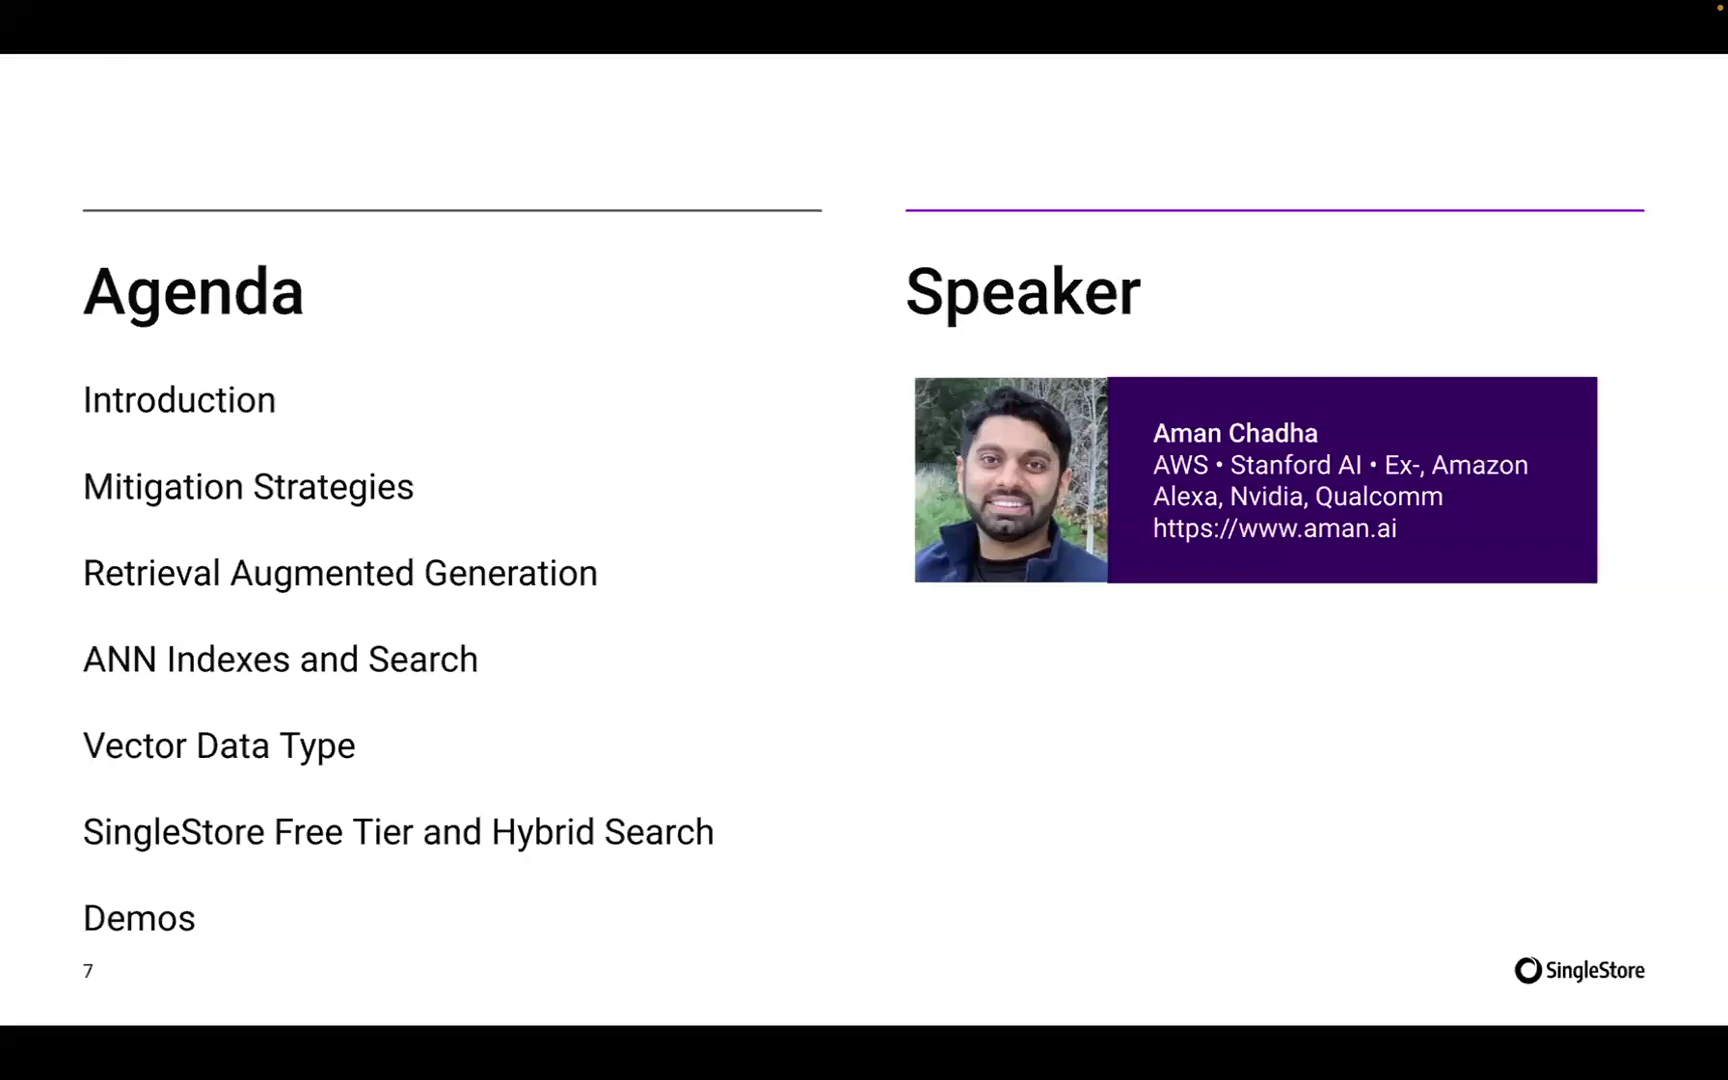 Agenda
Introduction
Mitigation Strategies
Retrieval Augmented Generation
ANN Indexes and Search
Vector Data Type
SingleStore Free Tier and Hybrid Search
Demos
7
Speaker
Aman Chadha
AWS • Stanford AI • Ex-, Amazon
Alexa, Nvidia, Qualcomm
https://www.aman.ai
SingleStore